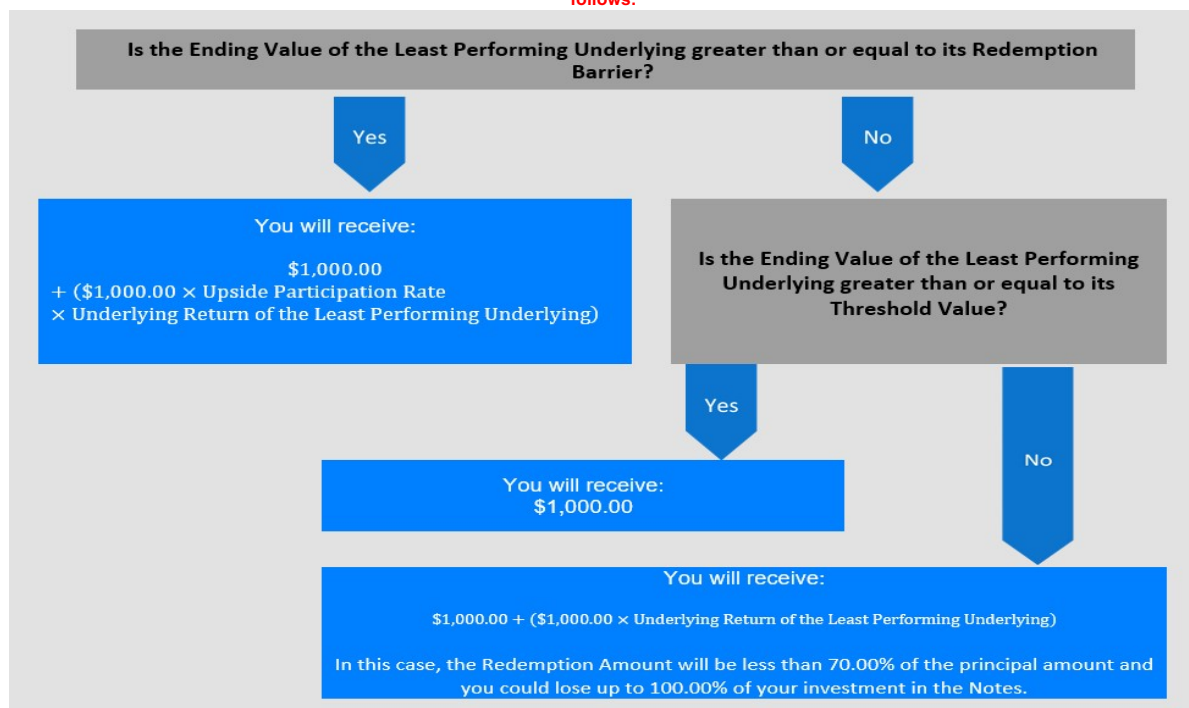 follows:
Is the Ending Value of the Least Performing Underlying greater than or equal to its Redemption
Barrier?
Yes
No
You will receive:
$1,000.00
+ ($1,000.00 × Upside Participation Rate
× Underlying Return of the Least Performing Underlying)
Is the Ending Value of the Least Performing
Underlying greater than or equal to its
Threshold Value?
Yes
No
You will receive:
$1,000.00
You will receive:
$1,000.00 + ($1,000.00 × Underlying Return of the Least Performing Underlying)
In this case, the Redemption Amount will be less than 70.00% of the principal amount and
you could lose up to 100.00% of your investment in the Notes.